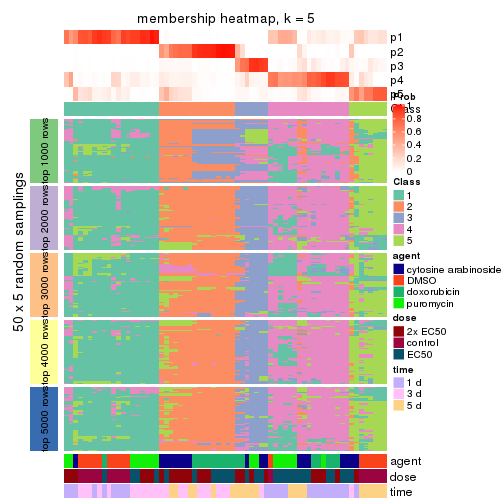 membership heatmap, k = 5
p1
p2
p3
p4
p5
Prob
Class
1
0.8
0.6
0.4
0.2
0
Class
1
2
3
4
5
agent
cytosine arabinoside
DMSO
doxorubicin
puromycin
dose
2x EC50
control
EC50
time
1 d
3 d
5 d
50 x 5 random samplings
top 1000 rows
top 2000 rows
top 3000 rows
top 4000 rows
top 5000 rows
agent
dose
time